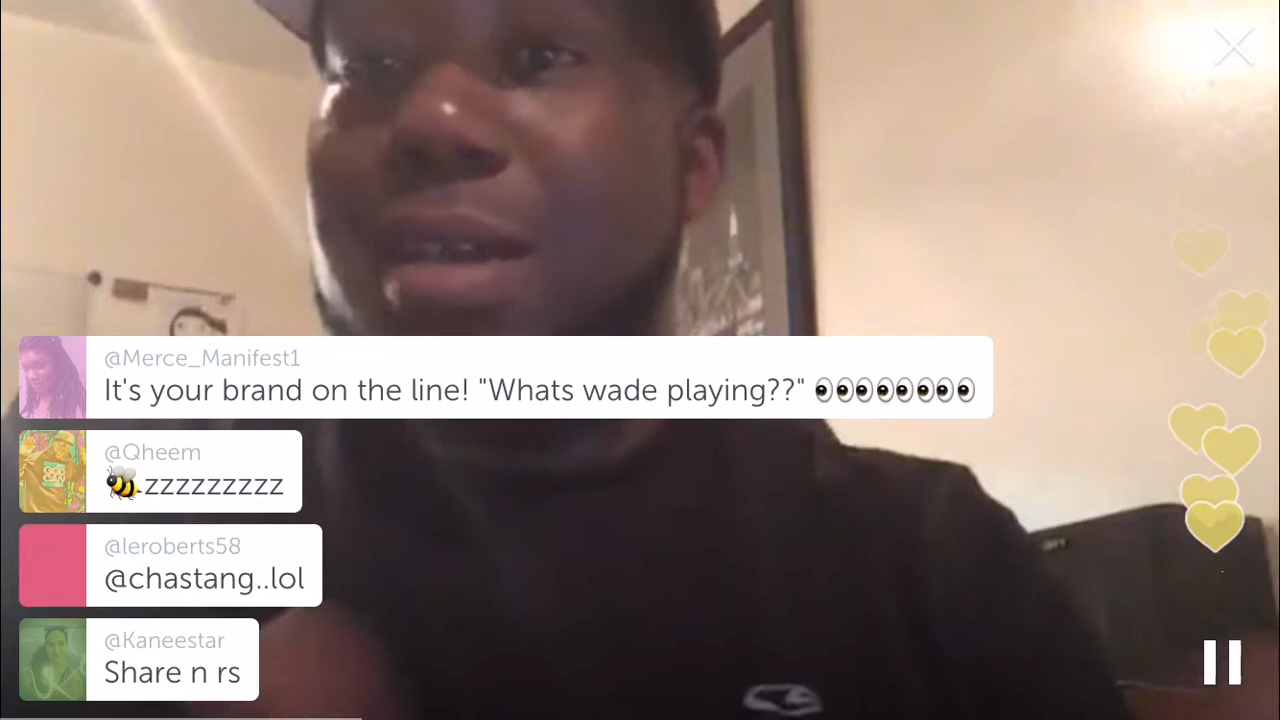 @Merce_Manifest1
It's your brand on the line! "Whats wade playing??" 👀👀👀👀
@Qheem
🐝zzzzzzzzz
@leroberts58
@chastang..lol
@Kaneestar
Share n rs